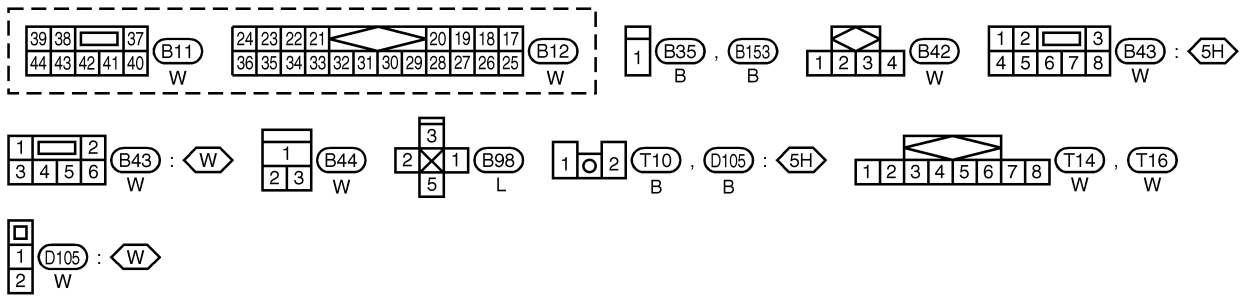 39 38 37 24 23 22 21 20 19 18 17 1 2 3
44 43 42 41 40 B11 36 35 34 33 32 31 30 29 28 27 26 25 B12 1 B35 , B153 1 2 3 4 B42 4 5 6 7 8 B43 : 5H
W W B B W W
1 2 1 3
3 4 5 6 B43 : W 2 3 B44 2 1 B98 1 2 T10 , D105 : 5H 1 2 3 4 5 6 7 8 T14 , T16
W W 5 L B B W W
1 D105 : W
2 W